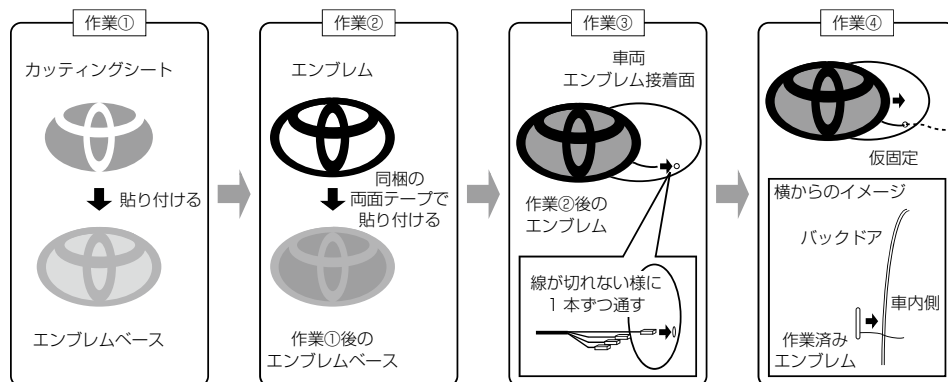 作業①
カッティングシート
貼り付ける
エンブレムベース
作業②
エンブレム
同梱の
両面テープで
貼り付ける
作業①後の
エンブレムベース
作業③
車両
エンブレム接着面
作業②後の
エンブレム
線が切れない様に
1本ずつ通す
作業④
仮固定
横からのイメージ
バックドア
車内側
作業済み
エンブレム